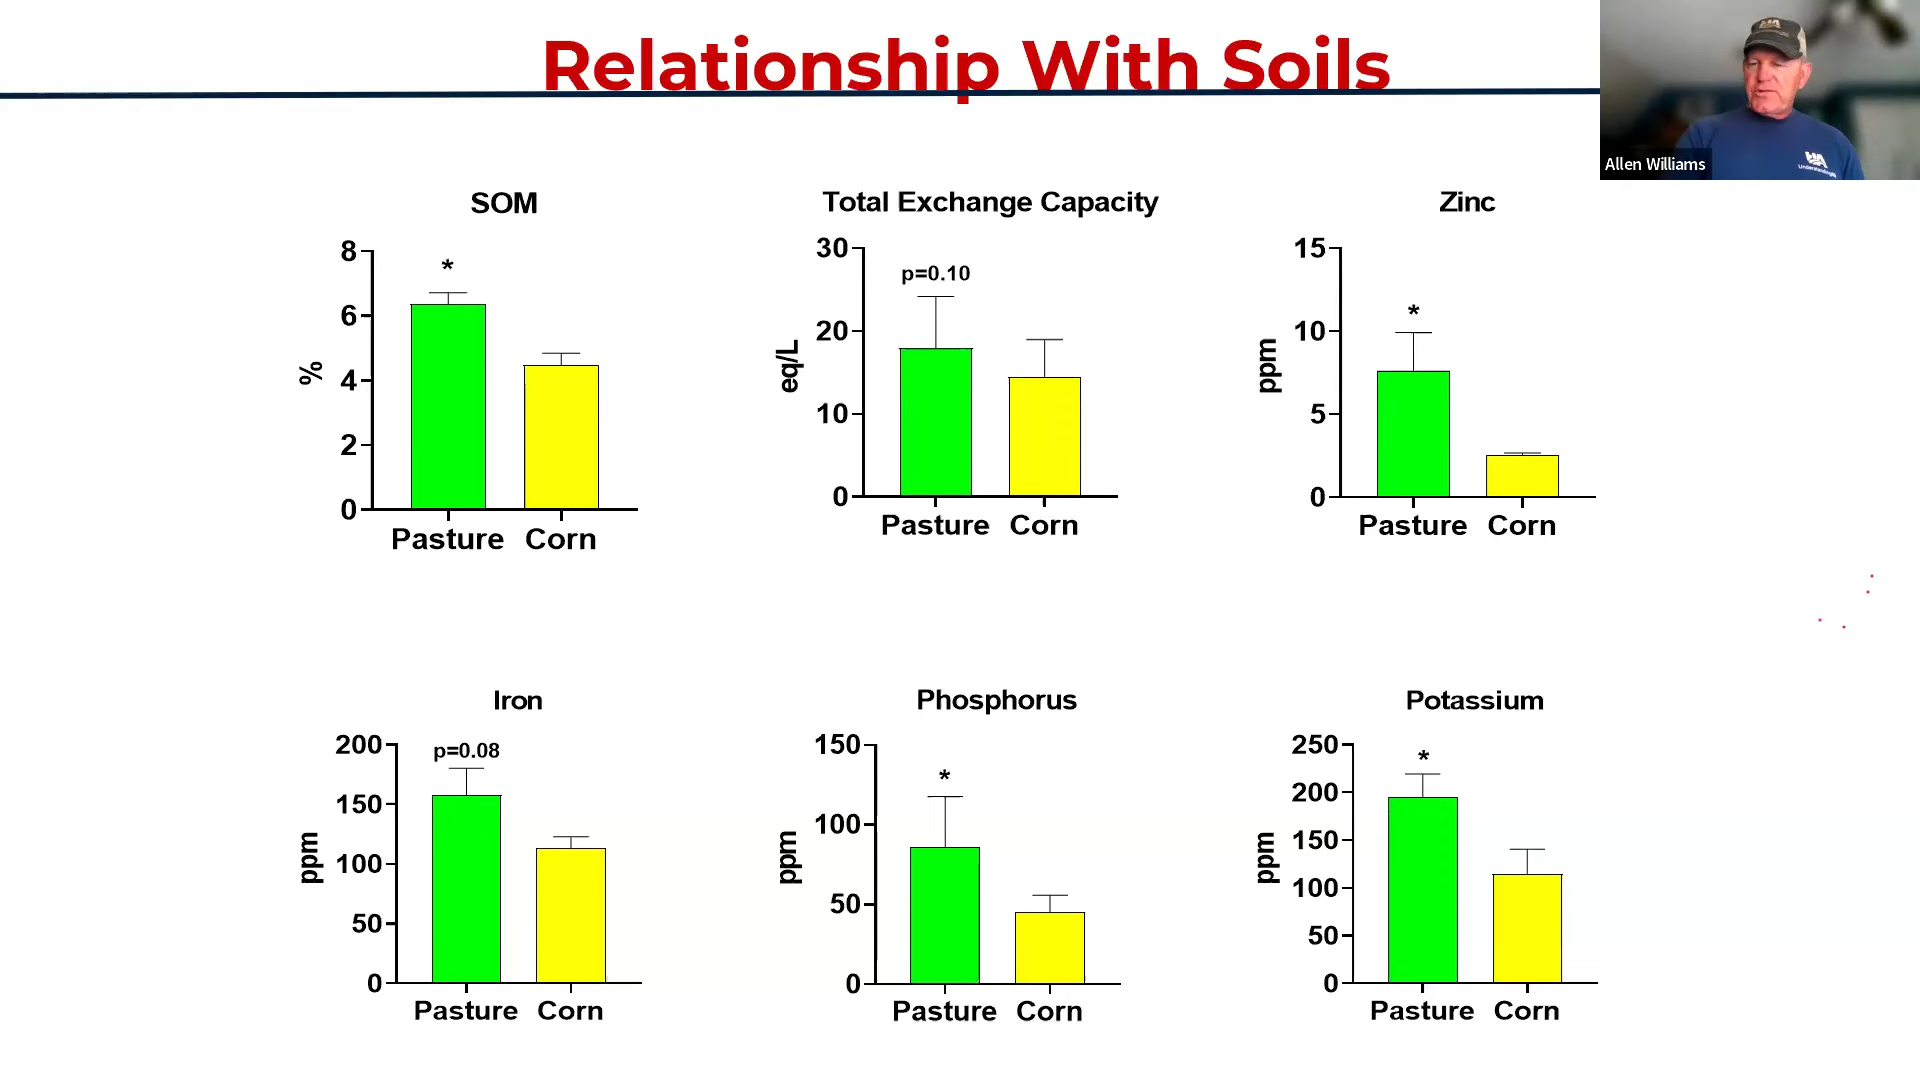 Relationship With Soils
Allen Williams
UA
SOM
%
8
6
4
2
0
*
Pasture Corn
Total Exchange Capacity
eq/L
30
20
10
0
p=0.10
Pasture Corn
Zinc
ppm
15
10
5
0
*
Pasture Corn
Iron
ppm
200
150
100
50
0
p=0.08
Pasture Corn
Phosphorus
ppm
150
100
50
0
*
Pasture Corn
Potassium
ppm
250
200
150
100
50
0
*
Pasture Corn